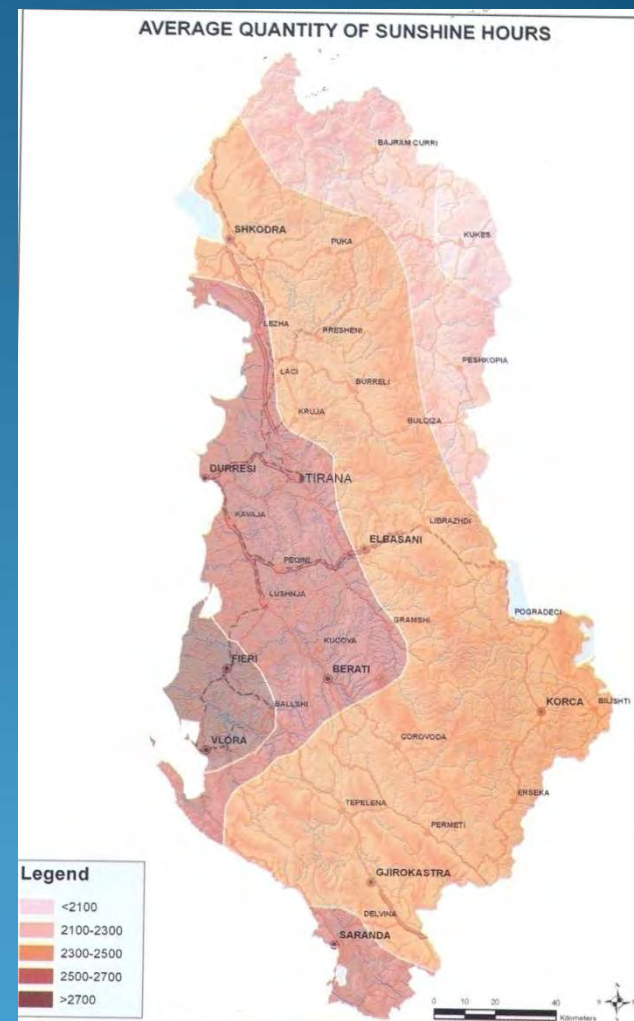 AVERAGE QUANTITY OF SUNSHINE HOURS
BAJRAM CURRI
SHKODRA
PUKA
KUKES
LEZHA
RRESHENI
PESHKOPIA
LACI
BURRELI
KRUJA
BULQIZA
DURRESI
TIRANA
KAVAJA
LIBRAZHDI
ELBASANI
PEQINI
LUSHNJA
POGRADECI
GRAMSHI
KUCOVA
FIERI
BERATI
BILISHTI
KORCA
BALLSHI
VLORA
COROVODA
ERSEKA
TEPELENA
PERMETI
GJIROKASTRA
DELVINA
SARANDA
Legend
<2100
2100-2300
2300-2500
2500-2700
>2700
0 20 40
Kilometers